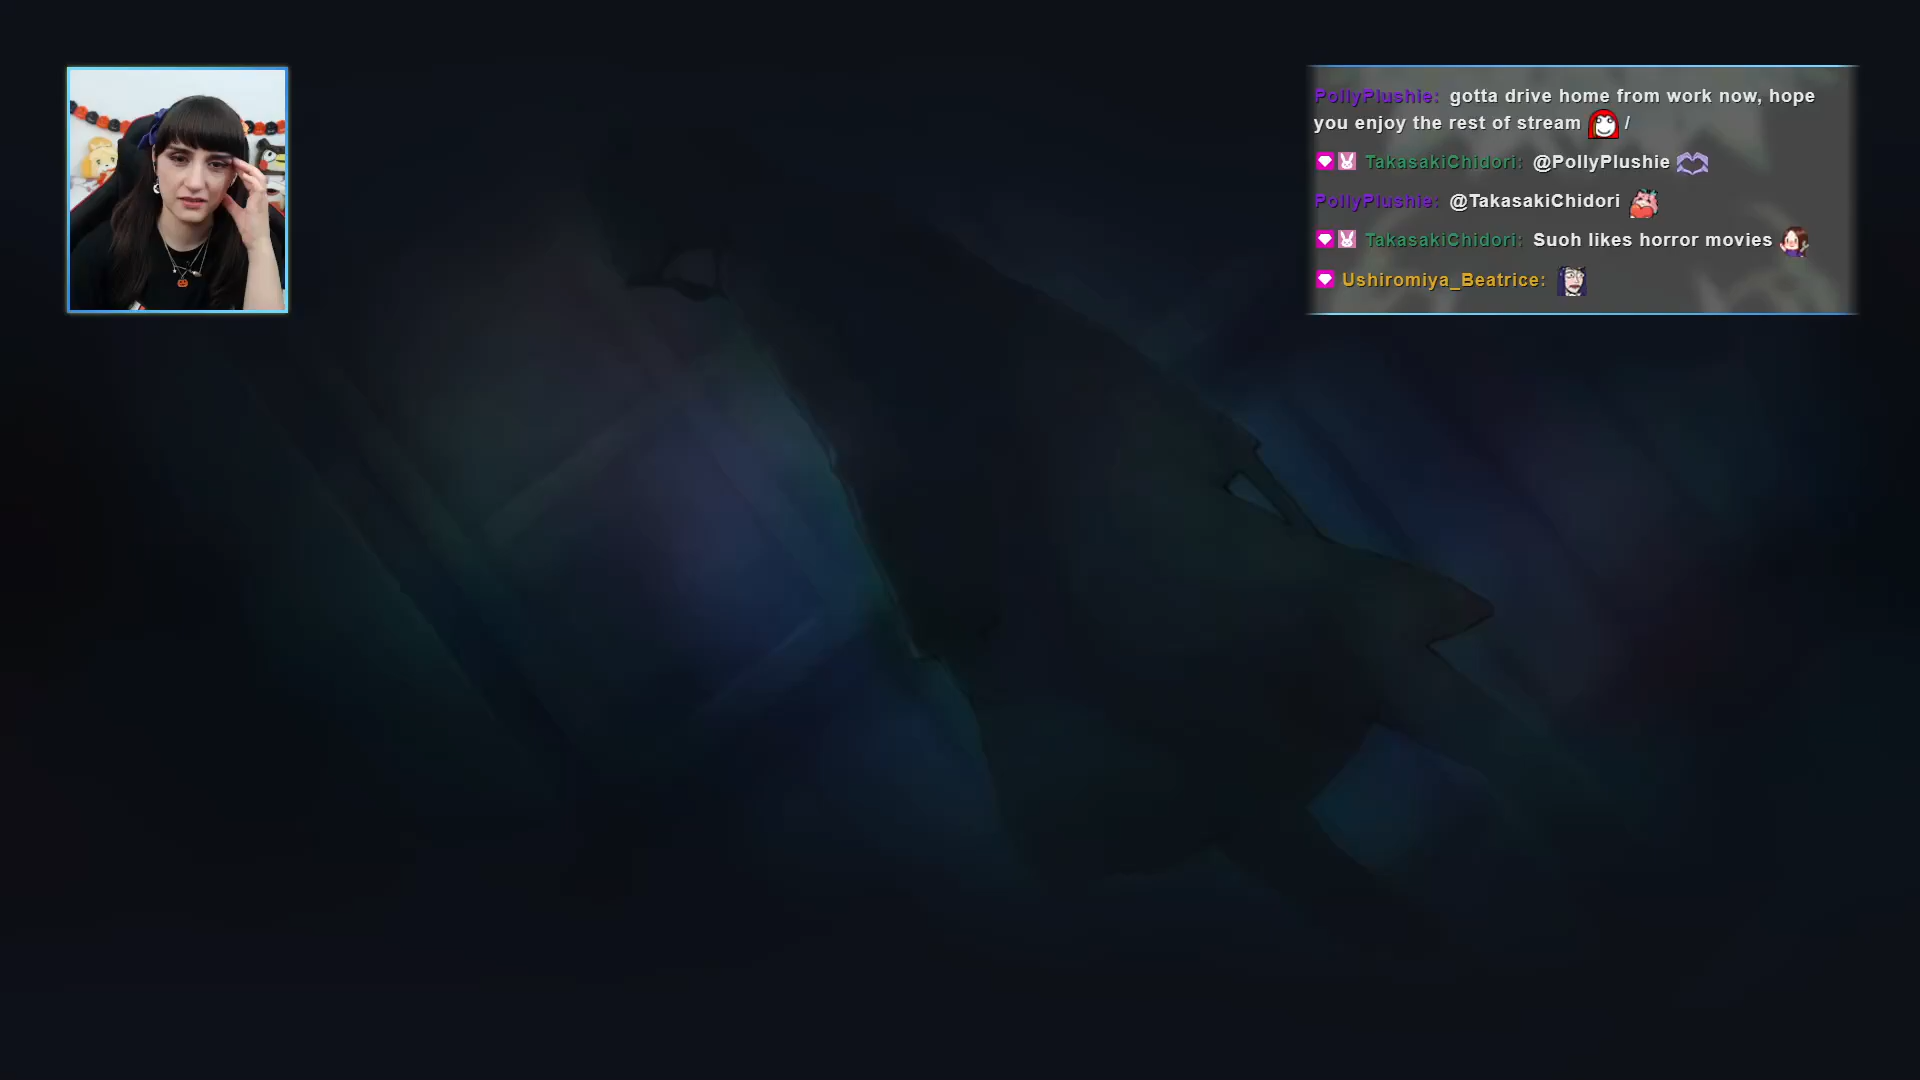 PollyPlushie: gotta drive home from work now, hope
you enjoy the rest of stream /
TakasakiChidori: @PollyPlushie
PollyPlushie: @TakasakiChidori
TakasakiChidori: Suoh likes horror movies
Ushiromiya_Beatrice: